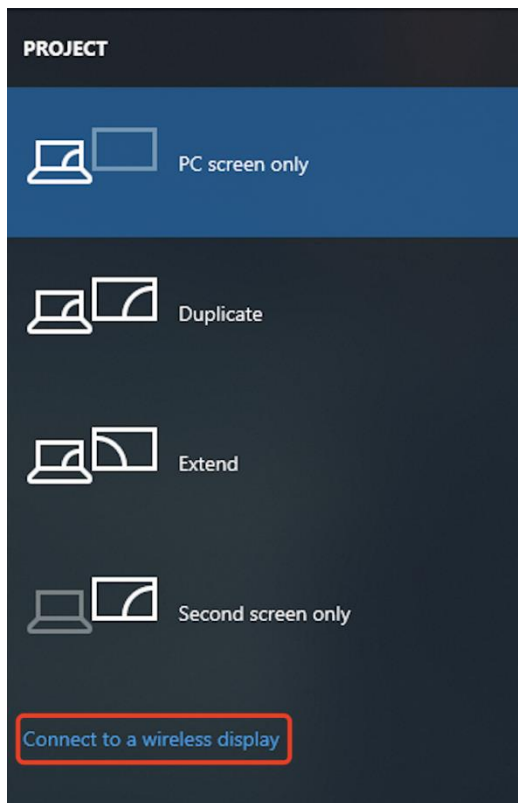 PROJECT
PC screen only
Duplicate
Extend
Second screen only
Connect to a wireless display